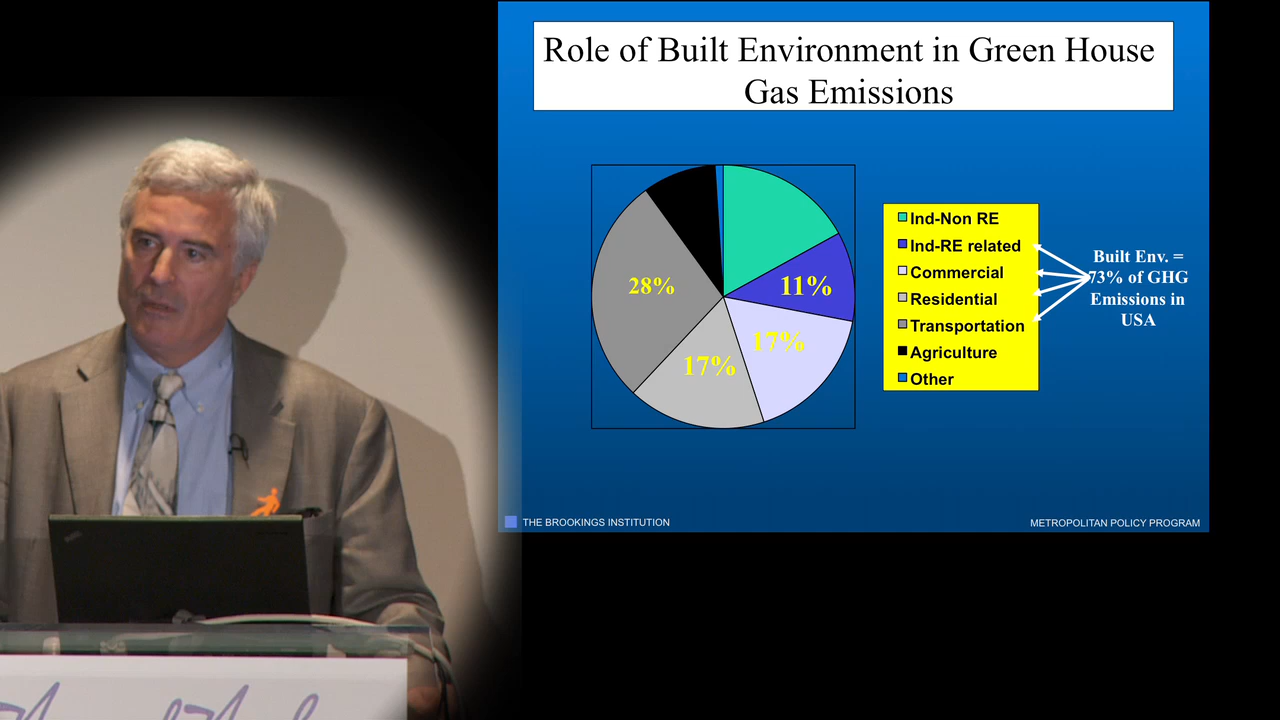 Role of Built Environment in Green House
Gas Emissions
28%
11%
17%
17%
Ind-Non RE
Ind-RE related
Commercial
Residential
Transportation
Agriculture
Other
Built Env. =
73% of GHG
Emissions in
USA
THE BROOKINGS INSTITUTION
METROPOLITAN POLICY PROGRAM